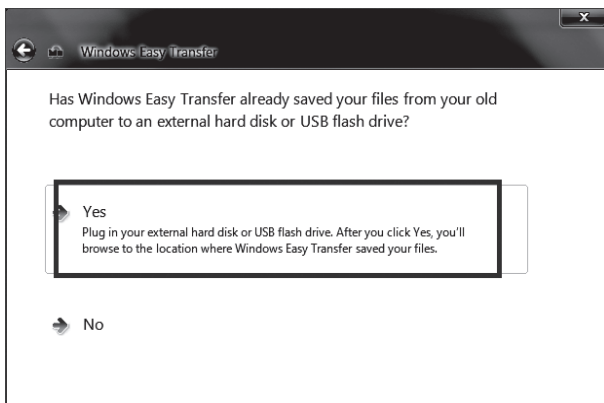 Windows Easy Transfer
Has Windows Easy Transfer already saved your files from your old
computer to an external hard disk or USB flash drive?
Yes
Plug in your external hard disk or USB flash drive. After you click Yes, you'll
browse to the location where Windows Easy Transfer saved your files.
No